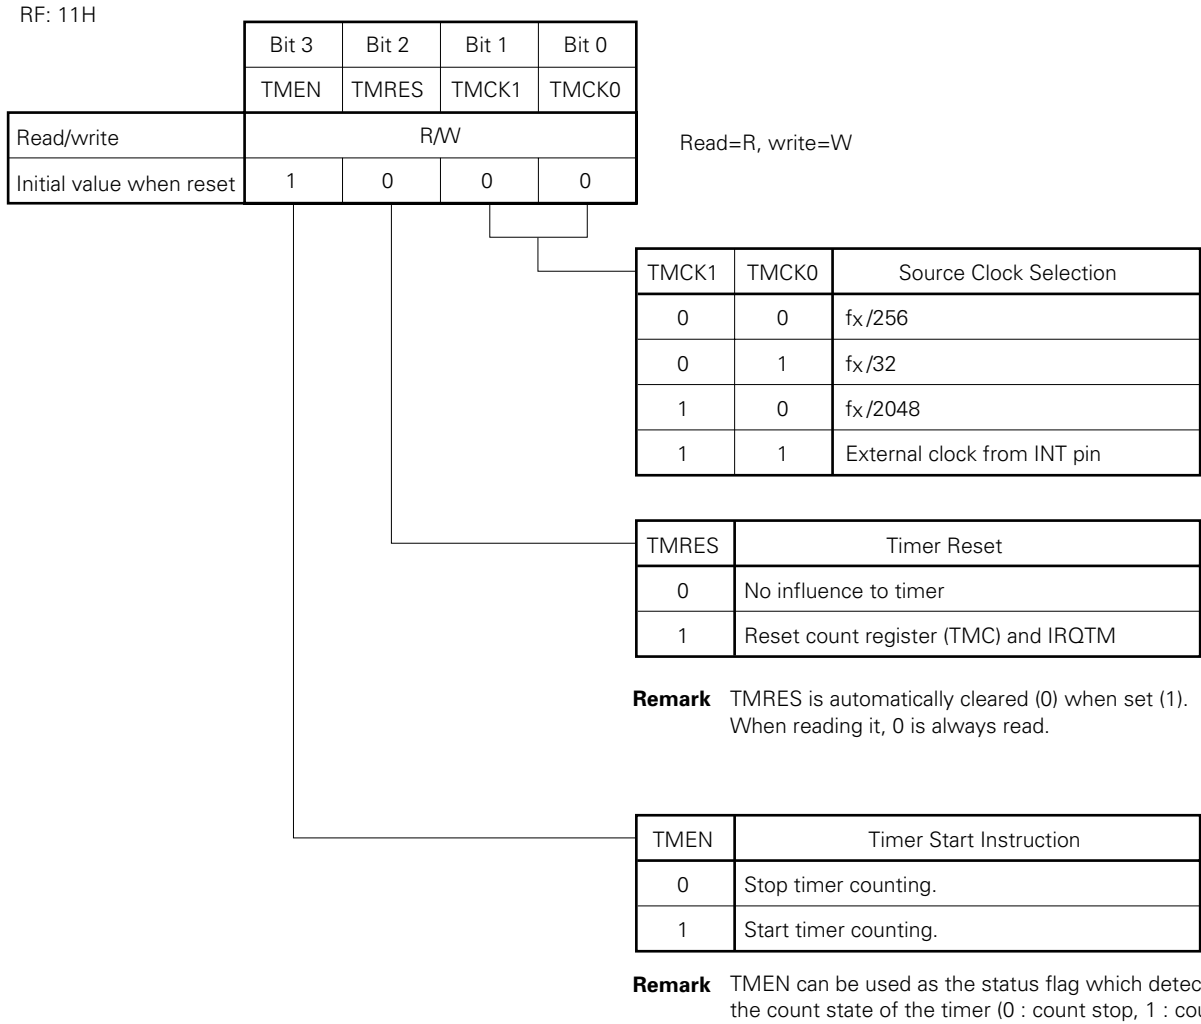 RF: 11H
Bit 3 Bit 2 Bit 1 Bit 0
TMEN TMRES TMCK1 TMCK0
Read/write R/W
Read=R, write=W
Initial value when reset 1 0 0 0
TMCK1 TMCK0 Source Clock Selection
0 0 fx/256
0 1 fx/32
1 0 fx/2048
1 1 External clock from INT pin
TMRES Timer Reset
0 No influence to timer
1 Reset count register (TMC) and IRQTM
Remark TMRES is automatically cleared (0) when set (1).
When reading it, 0 is always read.
TMEN Timer Start Instruction
0 Stop timer counting.
1 Start timer counting.
Remark TMEN can be used as the status flag which detec
the count state of the timer (0 : count stop, 1 : cou